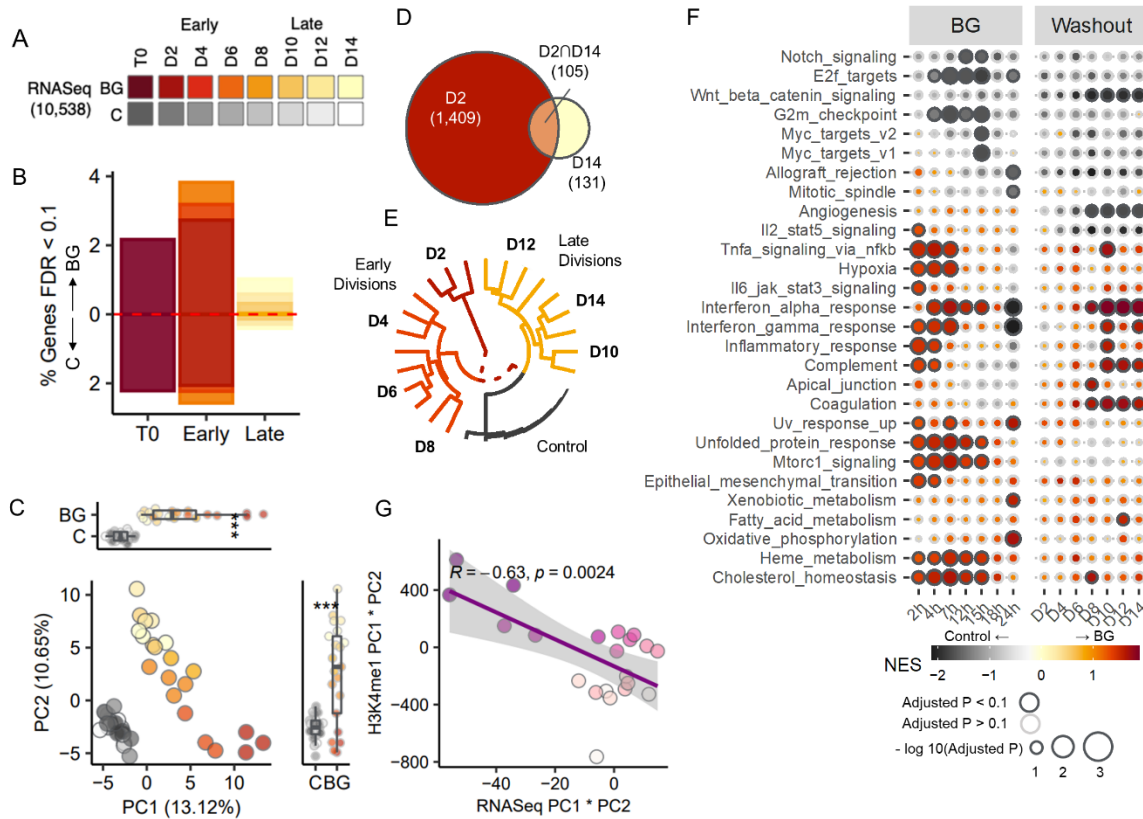 A
Early
Late
T0
D2
D4
D6
D8
D10
D12
D14
RNASeq
(10,538)
BG
C
B
% Genes FDR < 0.1
C ←→ BG
4
2
0
2
T0
Early
Late
C
BG
C
***
PC2 (10.65%)
10
5
0
−5
−5
0
5
10
PC1 (13.12%)
***
CBG
D
D2∩D14
(105)
D2
(1,409)
D14
(131)
E
Early
Divisions
D2
D12
Late
Divisions
D4
D14
D6
D10
D8
Control
G
R = −0.63, p = 0.0024
H3K4me1 PC1 * PC2
400
0
−400
−800
−40
−20
0
RNASeq PC1 * PC2
F
BG
Washout
Notch_signaling
E2f_targets
Wnt_beta_catenin_signaling
G2m_checkpoint
Myc_targets_v2
Myc_targets_v1
Allograft_rejection
Mitotic_spindle
Angiogenesis
Il2_stat5_signaling
Tnfa_signaling_via_nfkb
Hypoxia
Il6_jak_stat3_signaling
Interferon_alpha_response
Interferon_gamma_response
Inflammatory_response
Complement
Apical_junction
Coagulation
Uv_response_up
Unfolded_protein_response
Mtorc1_signaling
Epithelial_mesenchymal_transition
Xenobiotic_metabolism
Fatty_acid_metabolism
Oxidative_phosphorylation
Heme_metabolism
Cholesterol_homeostasis
2h
4h
7h
12h
15h
18h
24h
D2
D4
D6
D8
D10
D12
D14
Control ←
→ BG
NES
−2
−1
0
1
Adjusted P < 0.1
Adjusted P > 0.1
- log 10(Adjusted P)
1
2
3